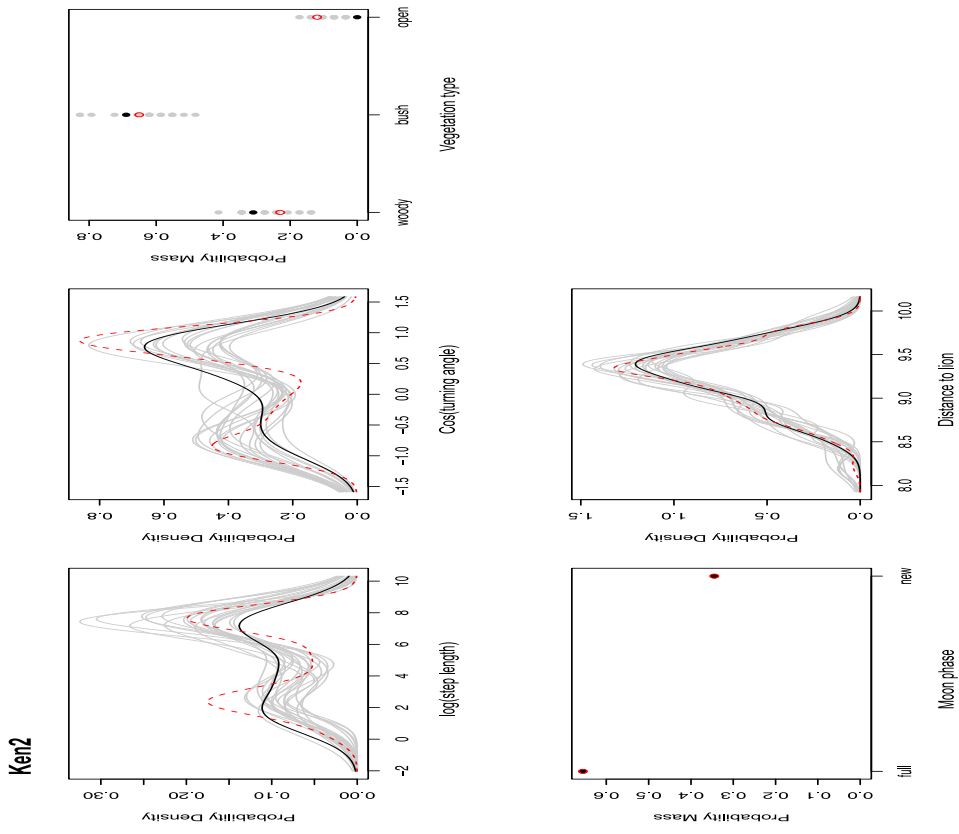 Ken2
Probability Density
0.00 0.10 0.20 0.30
−2 0 2 4 6 8 10
log(step length)
Probability Density
0.0 0.2 0.4 0.6 0.8
−1.5 −1.0 −0.5 0.0 0.5 1.0 1.5
Cos(turning angle)
Probability Mass
0.0 0.2 0.4 0.6 0.8
woody bush open
Vegetation type
Probability Mass
0.0 0.1 0.2 0.3 0.4 0.5 0.6
full new
Moon phase
Probability Density
0.0 0.5 1.0 1.5
8.0 8.5 9.0 9.5 10.0
Distance to lion